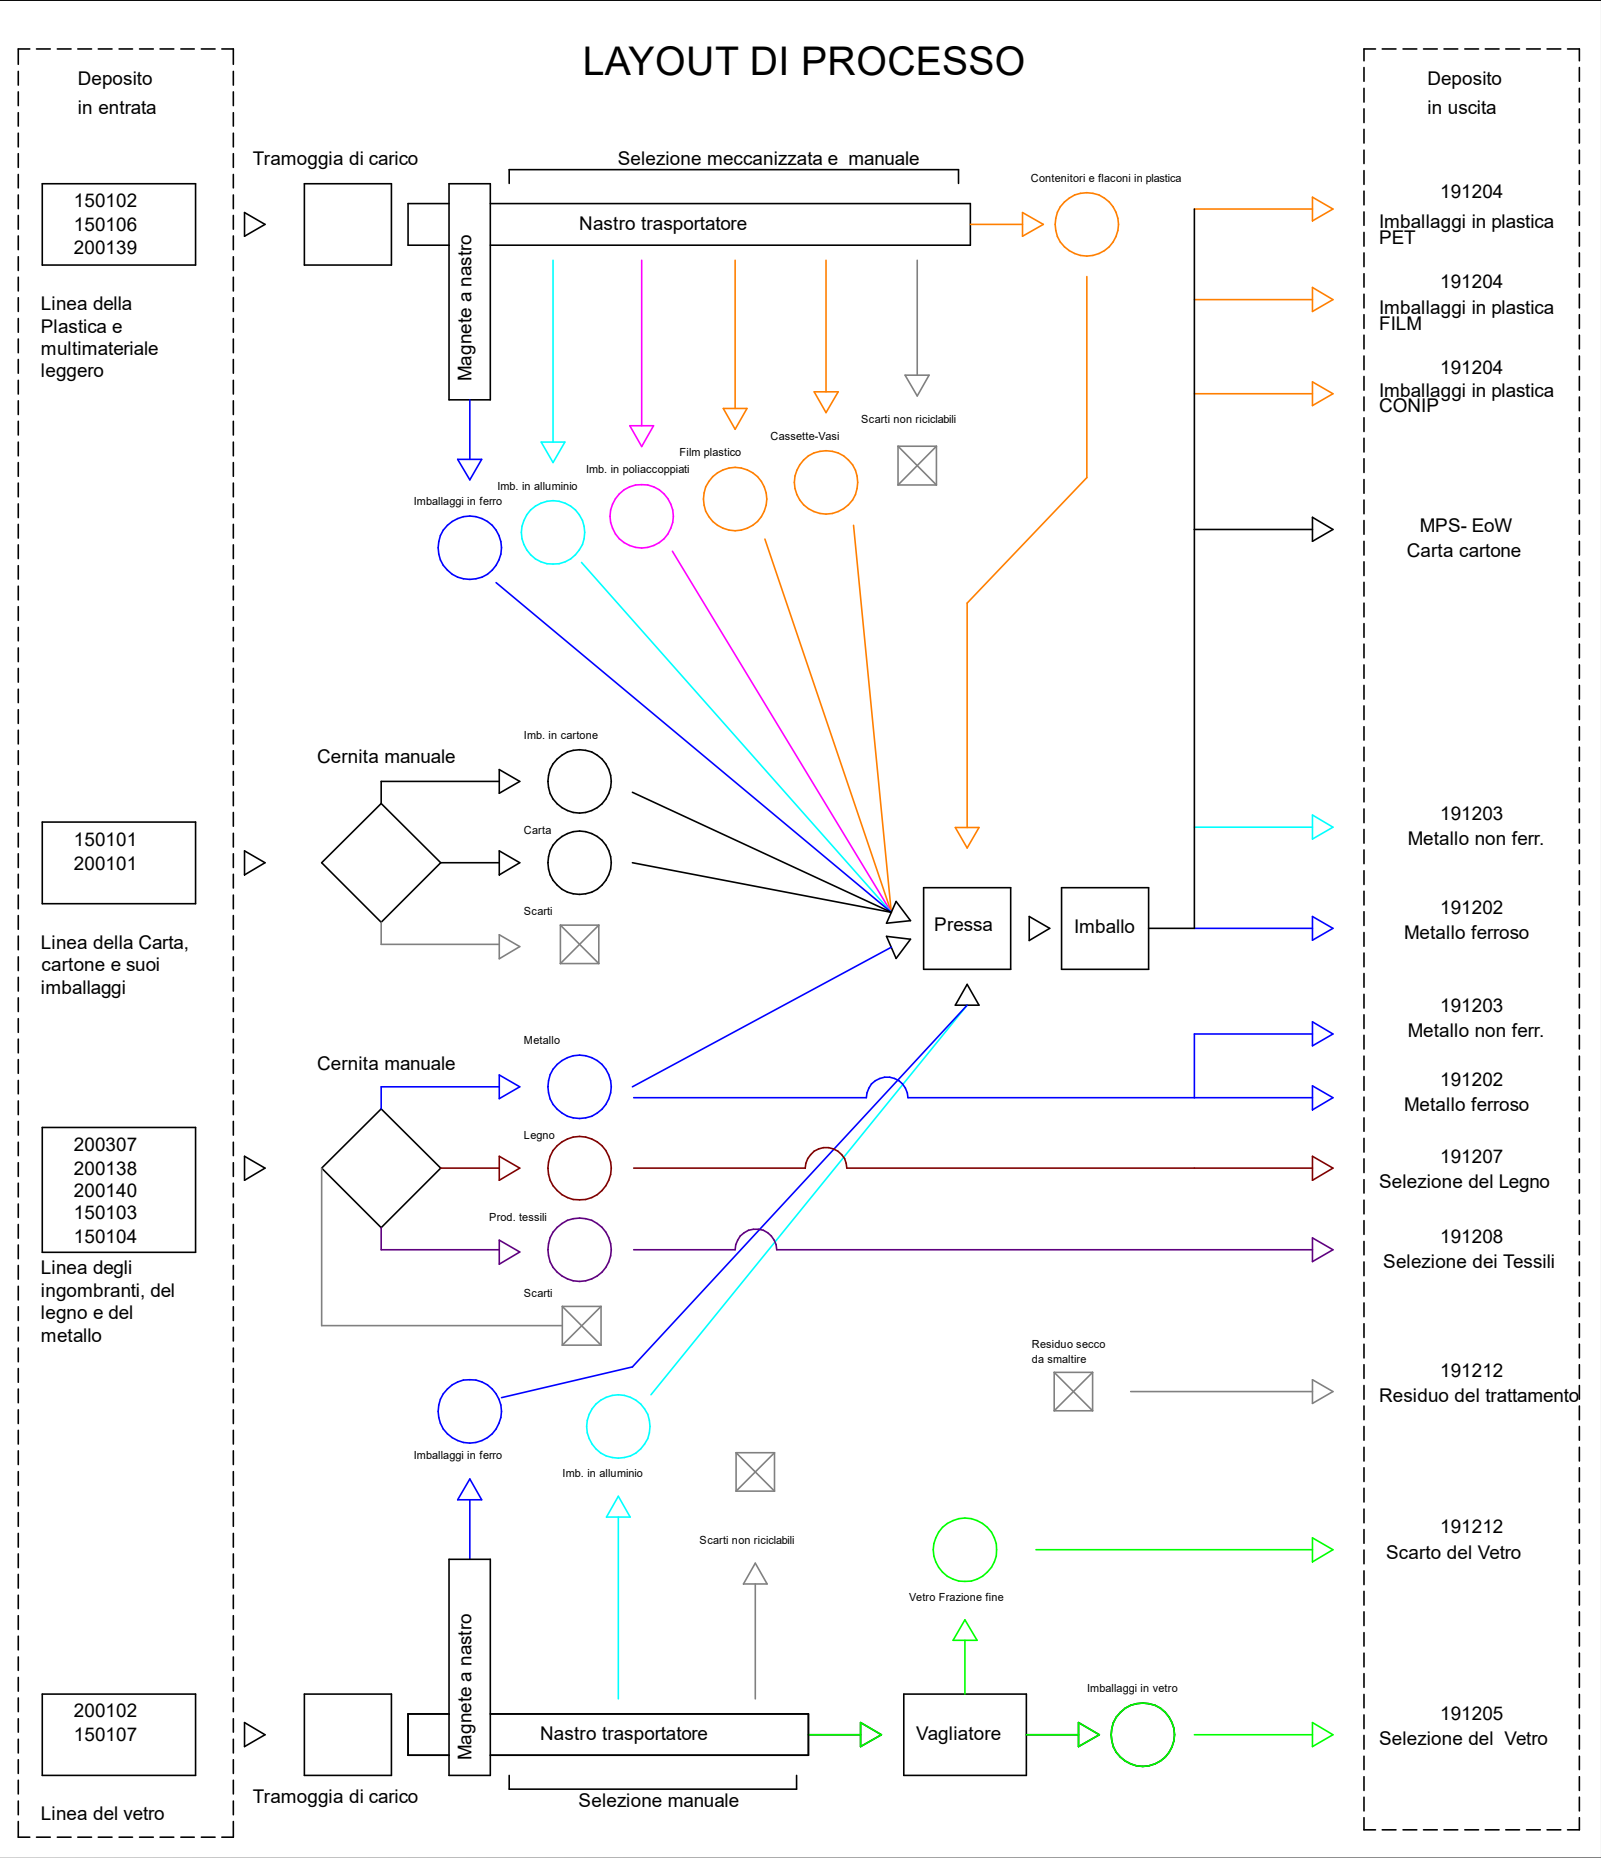 LAYOUT DI PROCESSO
Deposito
in entrata
150102
150106
200139
Linea della
Plastica e
multimateriale
leggero
150101
200101
Linea della Carta,
cartone e suoi
imballaggi
200307
200138
200140
150103
150104
Linea degli
ingombranti, del
legno e del
metallo
200102
150107
Linea del vetro
Tramoggia di carico
Selezione meccanizzata e manuale
Nastro trasportatore
Magnete a nastro
Contenitori e flaconi in plastica
Scarti non riciclabili
Cassette-Vasi
Film plastico
Imb. in poliaccoppiati
Imb. in alluminio
Imballaggi in ferro
Cernita manuale
Imb. in cartone
Carta
Scarti
Pressa
Imballo
Cernita manuale
Metallo
Legno
Prod. tessili
Scarti
Residuo secco
da smaltire
Imballaggi in ferro
Imb. in alluminio
Scarti non riciclabili
Vetro Frazione fine
Magnete a nastro
Nastro trasportatore
Vagliatore
Imballaggi in vetro
Tramoggia di carico
Selezione manuale
Deposito
in uscita
191204
Imballaggi in plastica
PET
191204
Imballaggi in plastica
FILM
191204
Imballaggi in plastica
CONIP
MPS- EoW
Carta cartone
191203
Metallo non ferr.
191202
Metallo ferroso
191203
Metallo non ferr.
191202
Metallo ferroso
191207
Selezione del Legno
191208
Selezione dei Tessili
191212
Residuo del trattamento
191212
Scarto del Vetro
191205
Selezione del Vetro